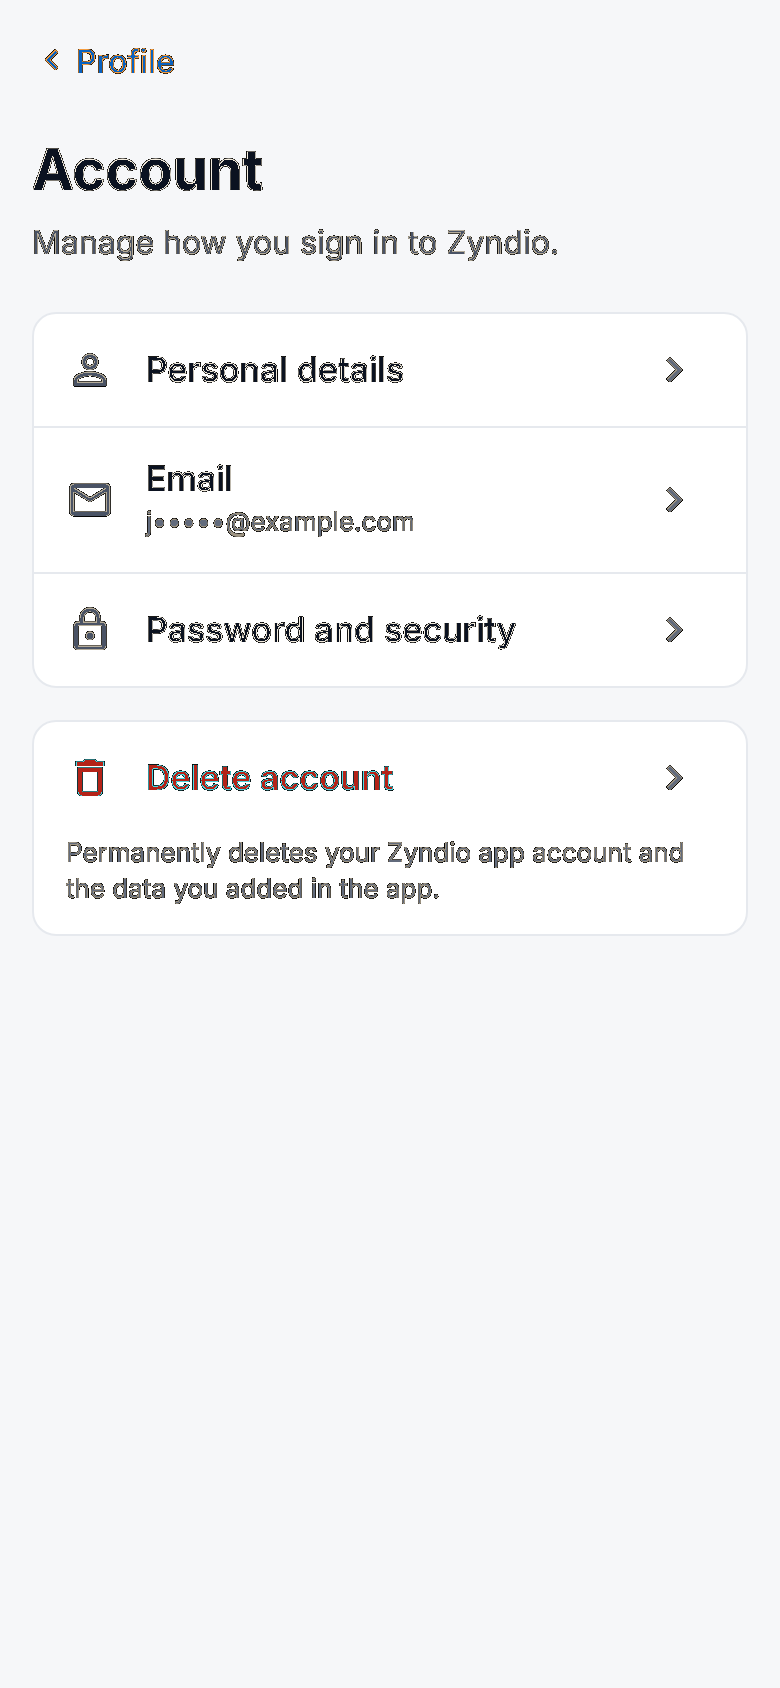 Profile
Account
Manage how you sign in to Zyndio.
Personal details
Email
j•••••@example.com
Password and security
Delete account
Permanently deletes your Zyndio app account and
the data you added in the app.